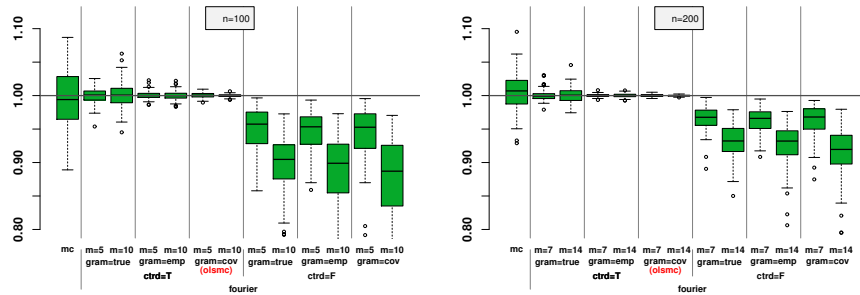 n=100
1.10
1.00
0.90
0.80
mc m=5 m=10 m=5 m=10 m=5 m=10 m=5 m=10 m=5 m=10 m=5 m=10
gram=true gram=emp gram=cov gram=true gram=emp gram=cov
(olsmc)
ctrd=T ctrd=F
fourier
n=200
1.10
1.00
0.90
0.80
mc m=7 m=14 m=7 m=14 m=7 m=14 m=7 m=14 m=7 m=14 m=7 m=14
gram=true gram=emp gram=cov gram=true gram=emp gram=cov
(olsmc)
ctrd=T ctrd=F
fourier